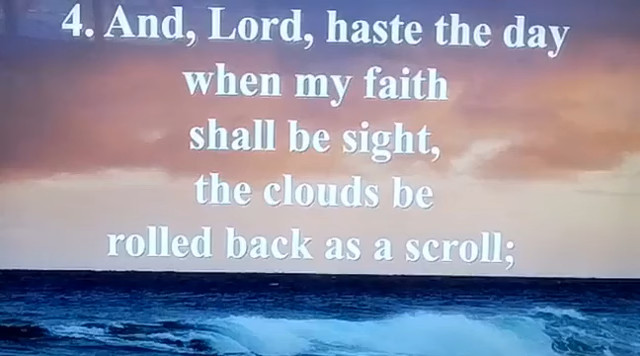 4. And, Lord, haste the day
when my faith
shall be sight,
the clouds be
rolled back as a scroll;